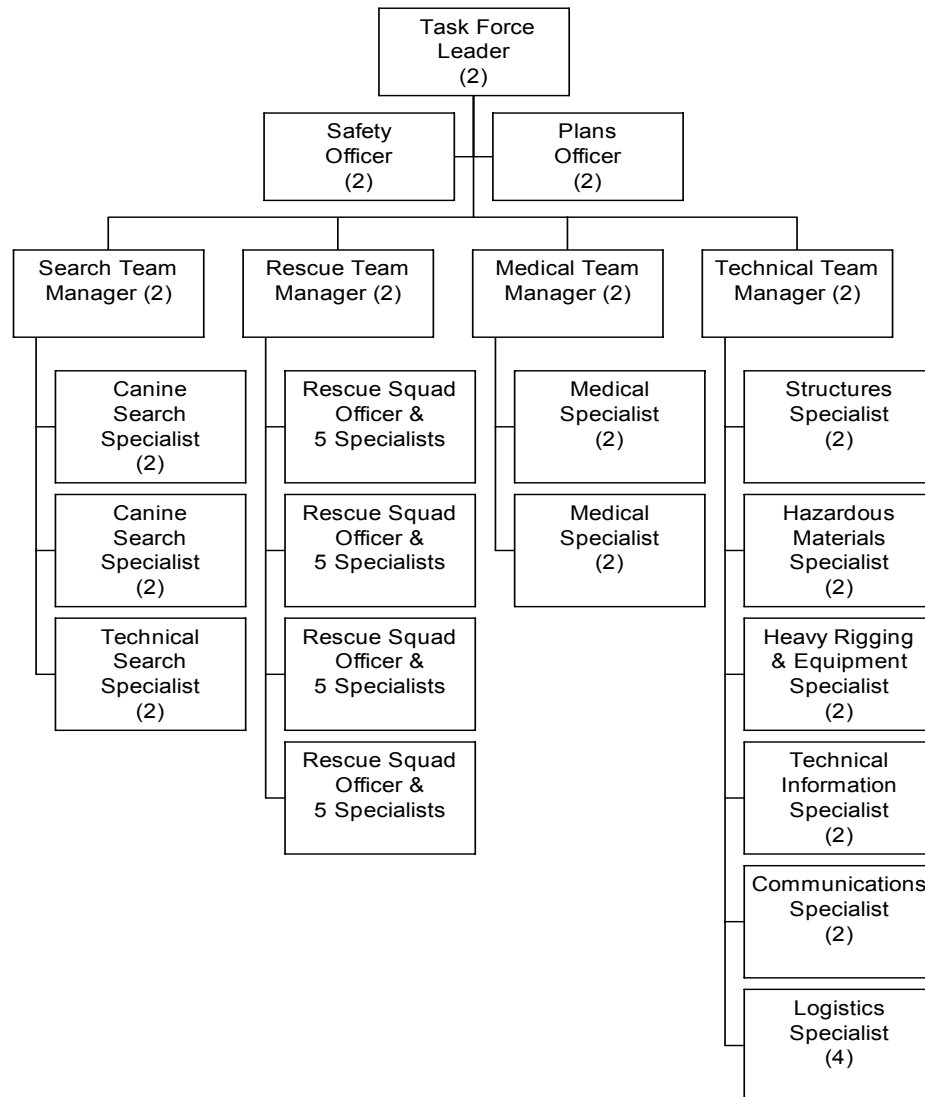 Task Force
Leader
(2)
Safety
Officer
(2)
Plans
Officer
(2)
Search Team
Manager (2)
Rescue Team
Manager (2)
Medical Team
Manager (2)
Technical Team
Manager (2)
Canine
Search
Specialist
(2)
Canine
Search
Specialist
(2)
Technical
Search
Specialist
(2)
Rescue Squad
Officer &
5 Specialists
Rescue Squad
Officer &
5 Specialists
Rescue Squad
Officer &
5 Specialists
Rescue Squad
Officer &
5 Specialists
Medical
Specialist
(2)
Medical
Specialist
(2)
Structures
Specialist
(2)
Hazardous
Materials
Specialist
(2)
Heavy Rigging
& Equipment
Specialist
(2)
Technical
Information
Specialist
(2)
Communications
Specialist
(2)
Logistics
Specialist
(4)